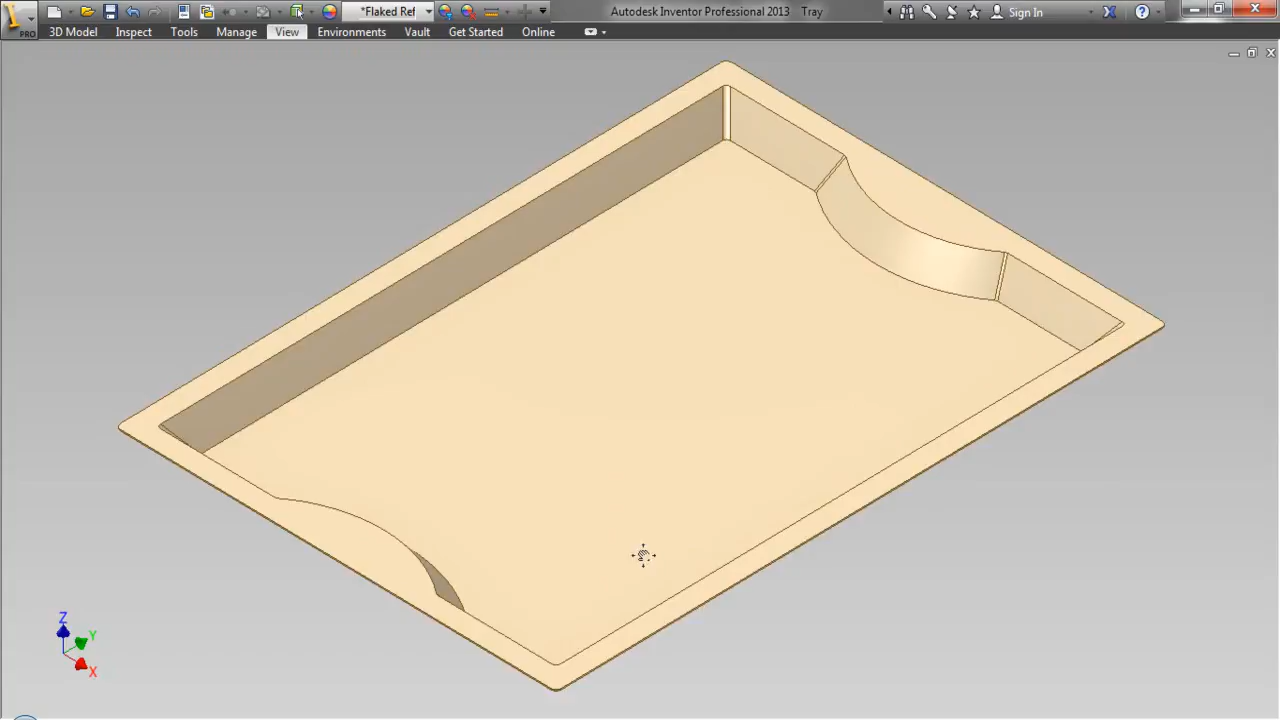 *Flaked Ref Autodesk Inventor Professional 2013 Tray Sign In
PRO 3D Model Inspect Tools Manage View Environments Vault Get Started Online
Z
Y
X